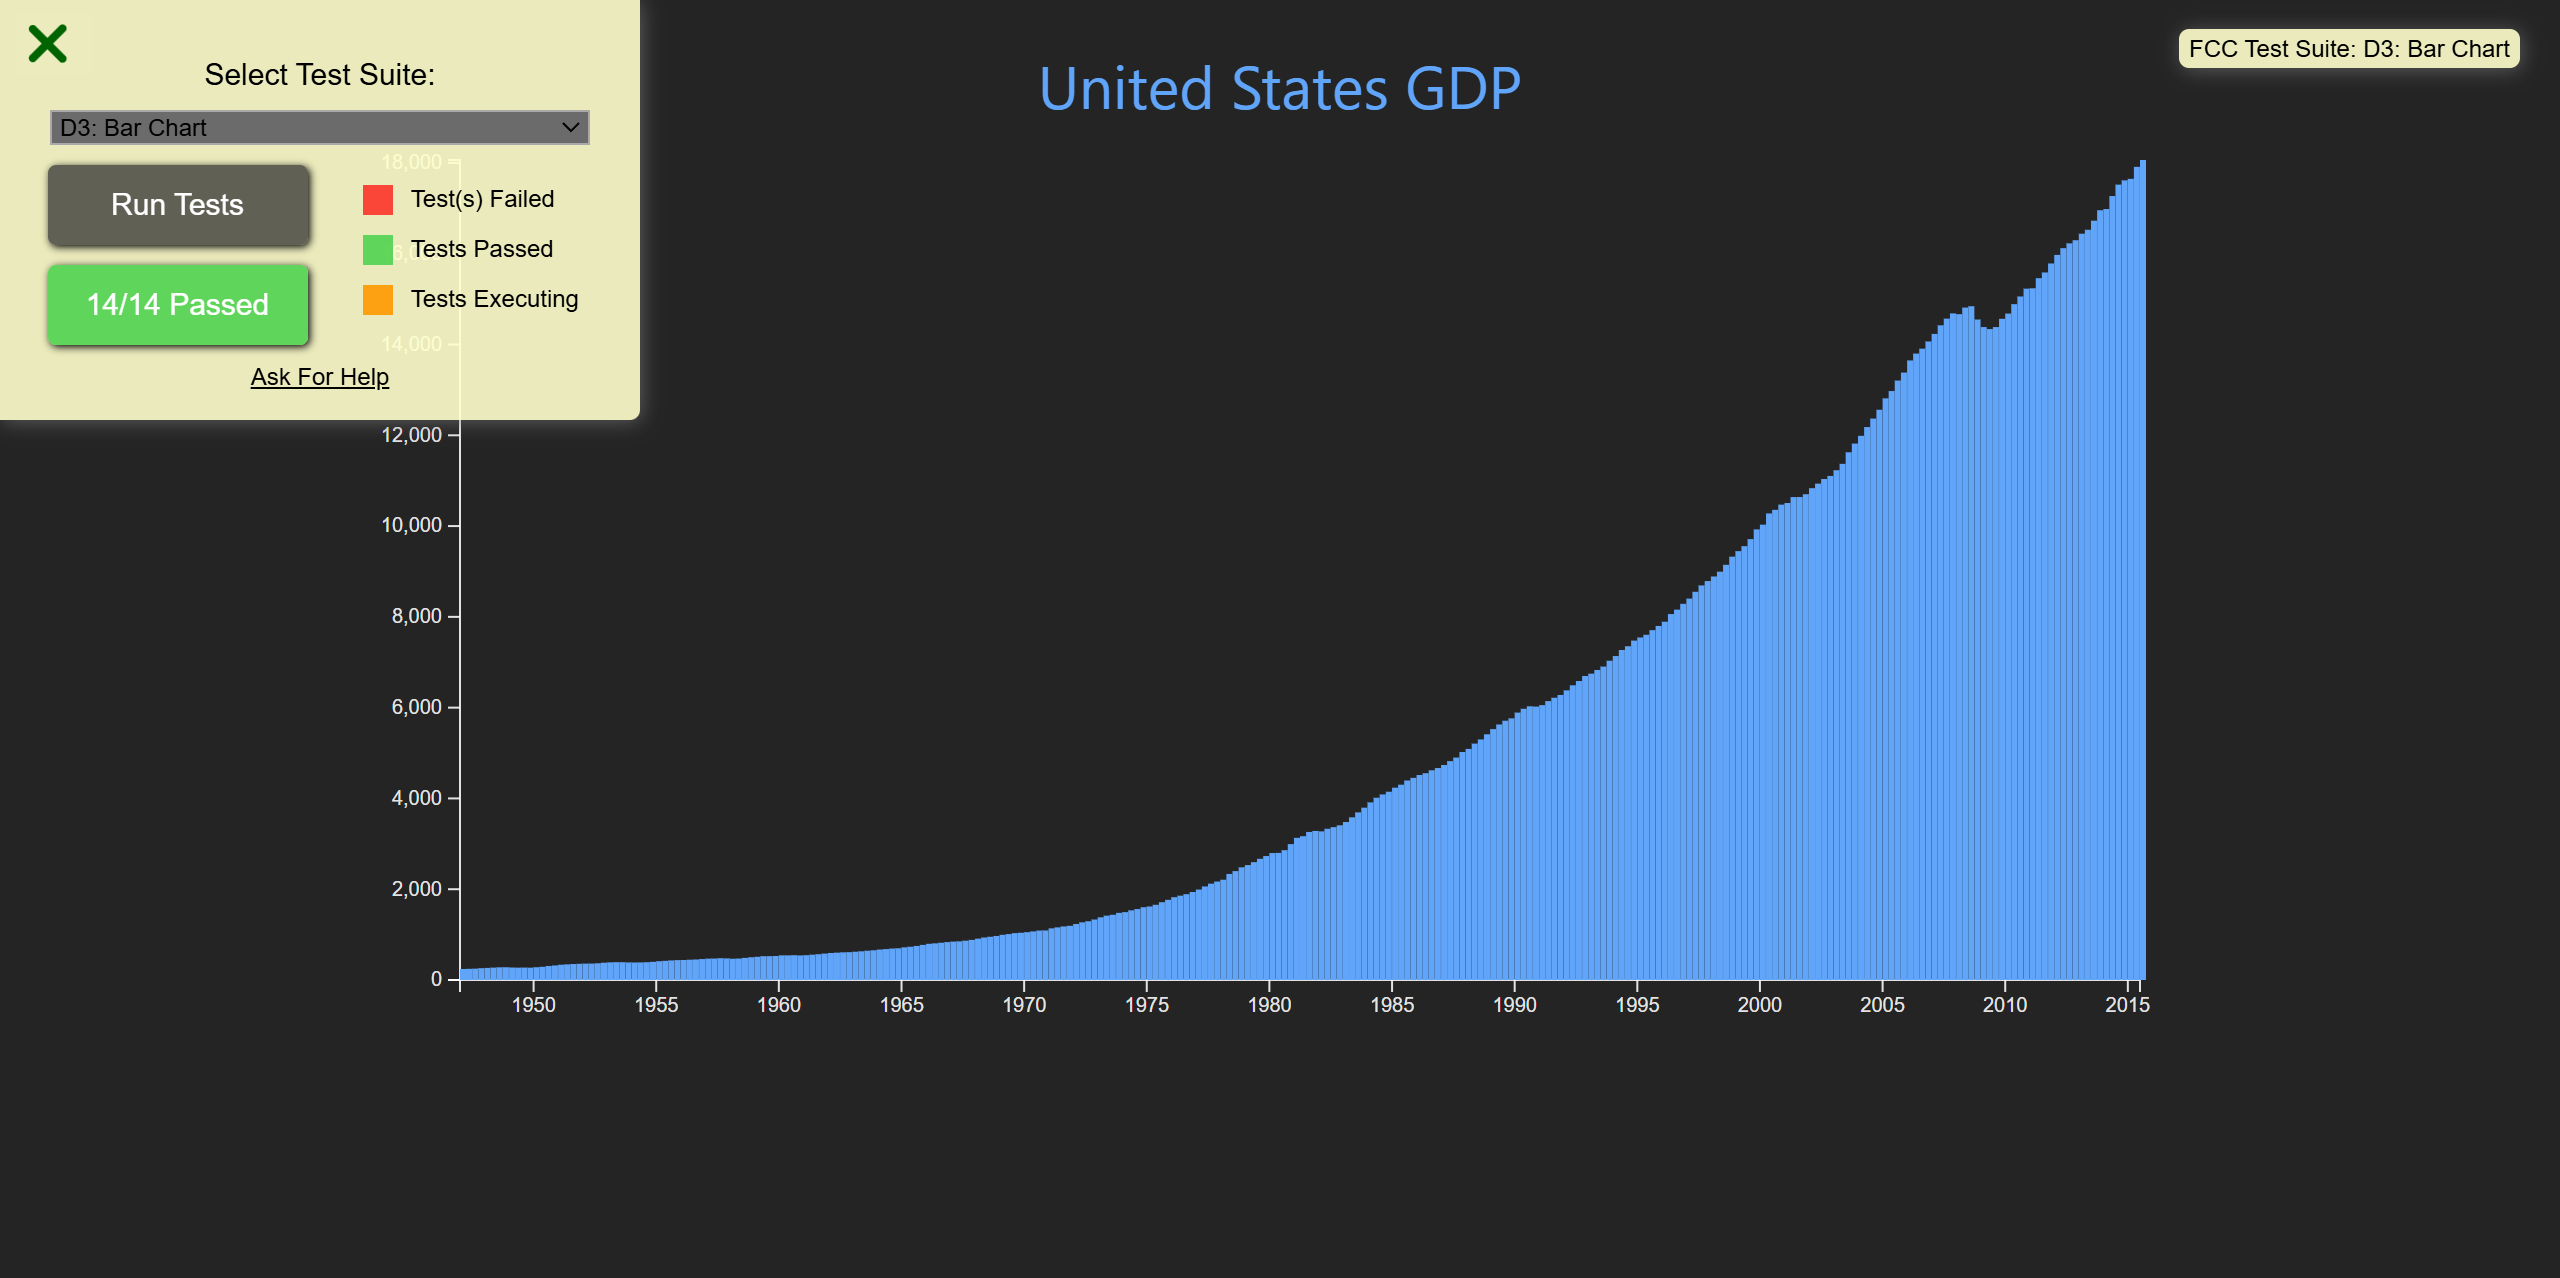 Select Test Suite:
D3: Bar Chart
Run Tests
14/14 Passed
Test(s) Failed
Tests Passed
Tests Executing
Ask For Help
United States GDP
FCC Test Suite: D3: Bar Chart
18,000
14,000
12,000
10,000
8,000
6,000
4,000
2,000
0
1950 1955 1960 1965 1970 1975 1980 1985 1990 1995 2000 2005 2010 2015